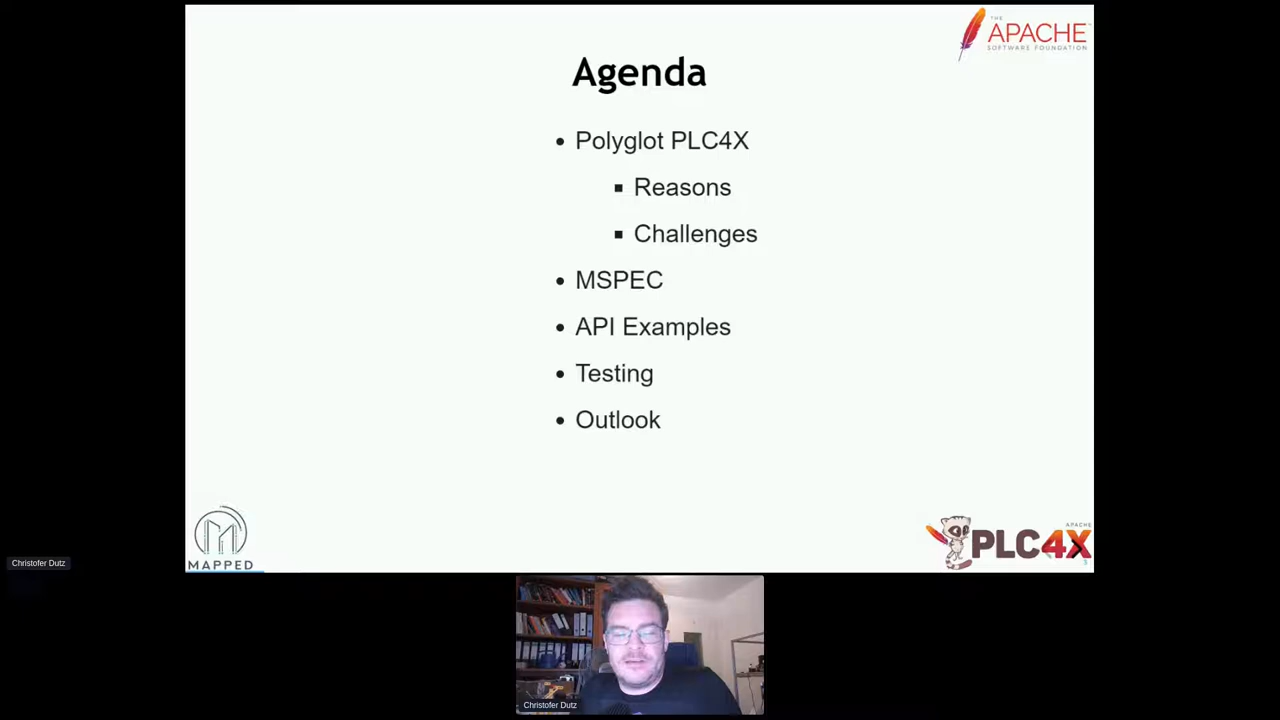 THE
APACHE
SOFTWARE FOUNDATION
Agenda
Polyglot PLC4X
Reasons
Challenges
MSPEC
API Examples
Testing
Outlook
MAPPED
APACHE
PLC4X
3
Christofer Dutz
Christofer Dutz